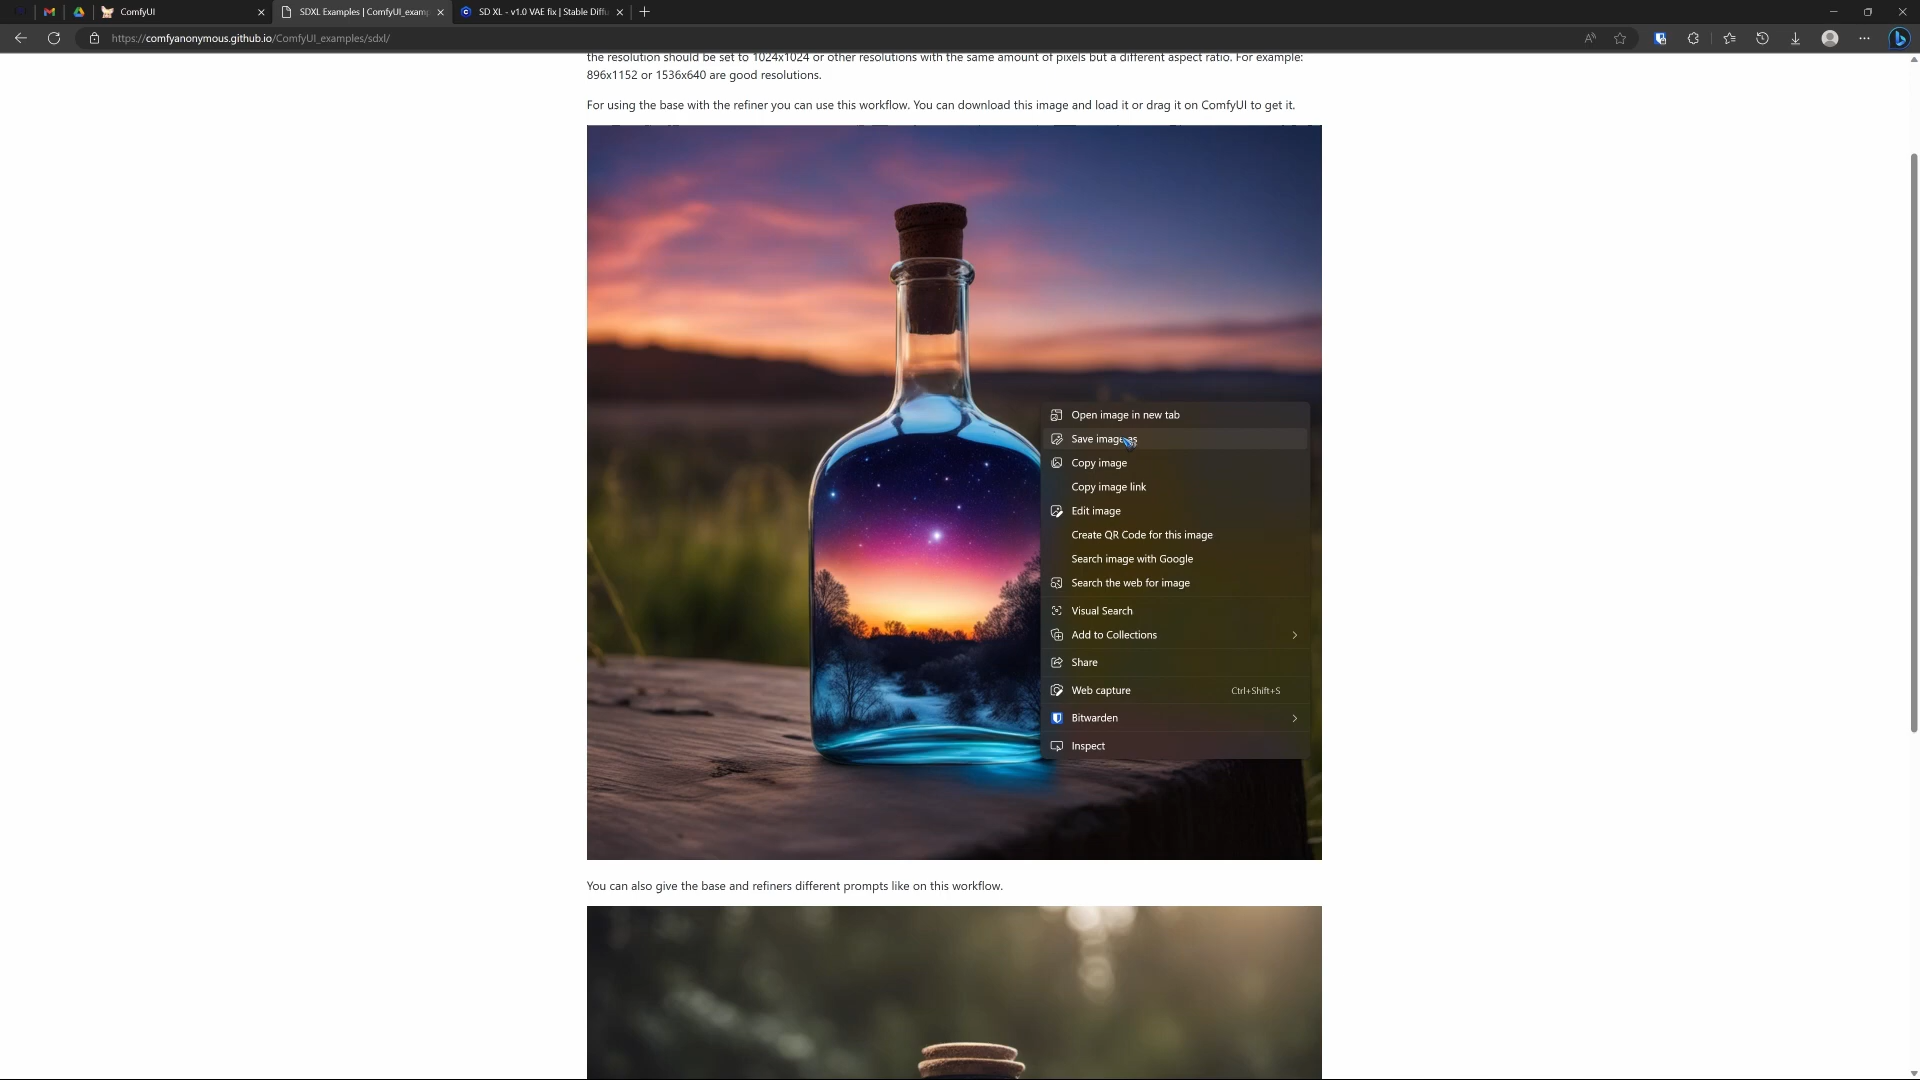 ComfyUI
SDXL Examples | ComfyUI_exam
SD XL - v1.0 VAE fix | Stable Diffu
https://comfyanonymous.github.io/ComfyUI_examples/sdxl/
the resolution should be set to 1024x1024 or other resolutions with the same amount of pixels but a different aspect ratio. For example:
896x1152 or 1536x640 are good resolutions.
For using the base with the refiner you can use this workflow. You can download this image and load it or drag it on ComfyUI to get it.
Open image in new tab
Save image as
Copy image
Copy image link
Edit image
Create QR Code for this image
Search image with Google
Search the web for image
Visual Search
Add to Collections
Share
Web capture Ctrl+Shift+S
Bitwarden
Inspect
You can also give the base and refiners different prompts like on this workflow.